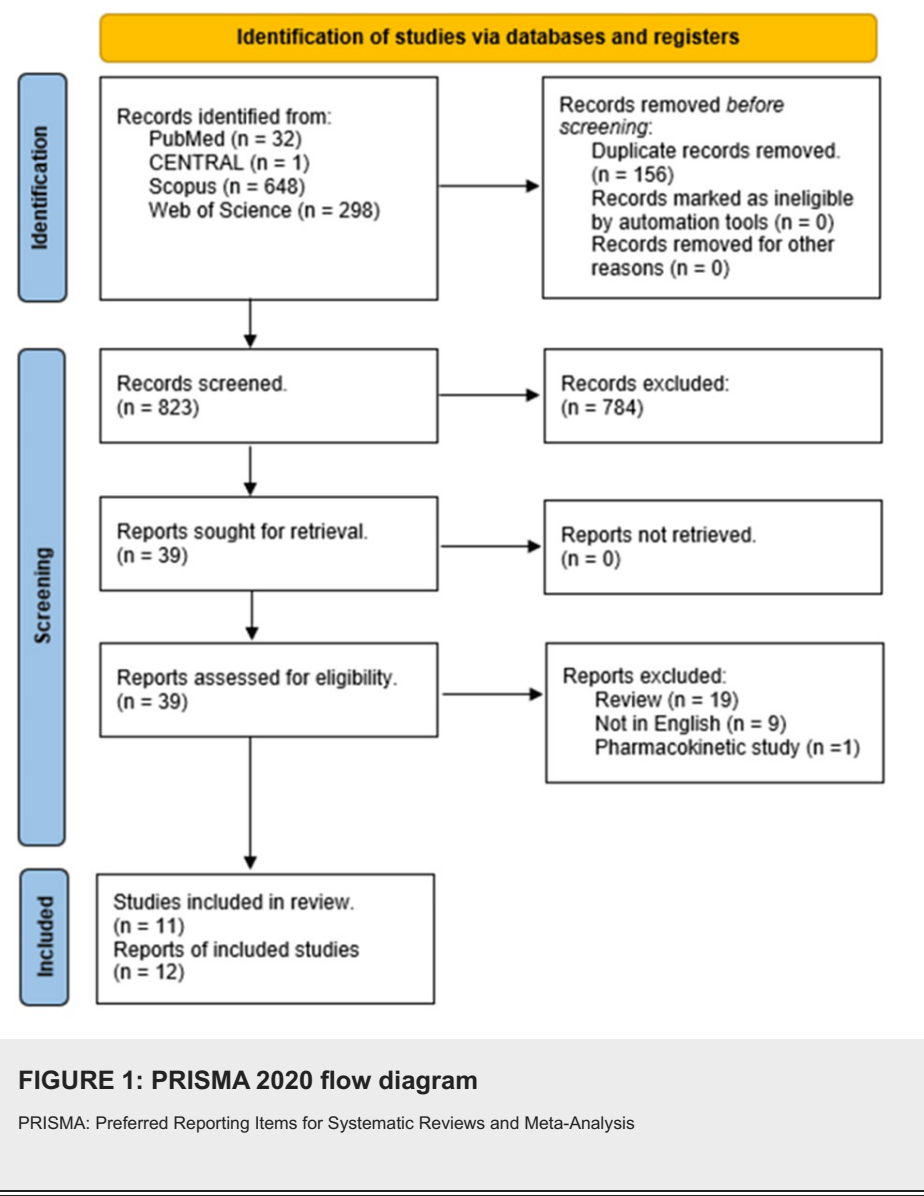 Identification of studies via databases and registers
Identification
Records identified from:
PubMed (n = 32)
CENTRAL (n = 1)
Scopus (n = 648)
Web of Science (n = 298)
Records removed before
screening:
Duplicate records removed.
(n = 156)
Records marked as ineligible
by automation tools (n = 0)
Records removed for other
reasons (n = 0)
Screening
Records screened.
(n = 823)
Records excluded:
(n = 784)
Reports sought for retrieval.
(n = 39)
Reports not retrieved.
(n = 0)
Reports assessed for eligibility.
(n = 39)
Reports excluded:
Review (n = 19)
Not in English (n = 9)
Pharmacokinetic study (n =1)
Included
Studies included in review.
(n = 11)
Reports of included studies
(n = 12)
FIGURE 1: PRISMA 2020 flow diagram
PRISMA: Preferred Reporting Items for Systematic Reviews and Meta-Analysis